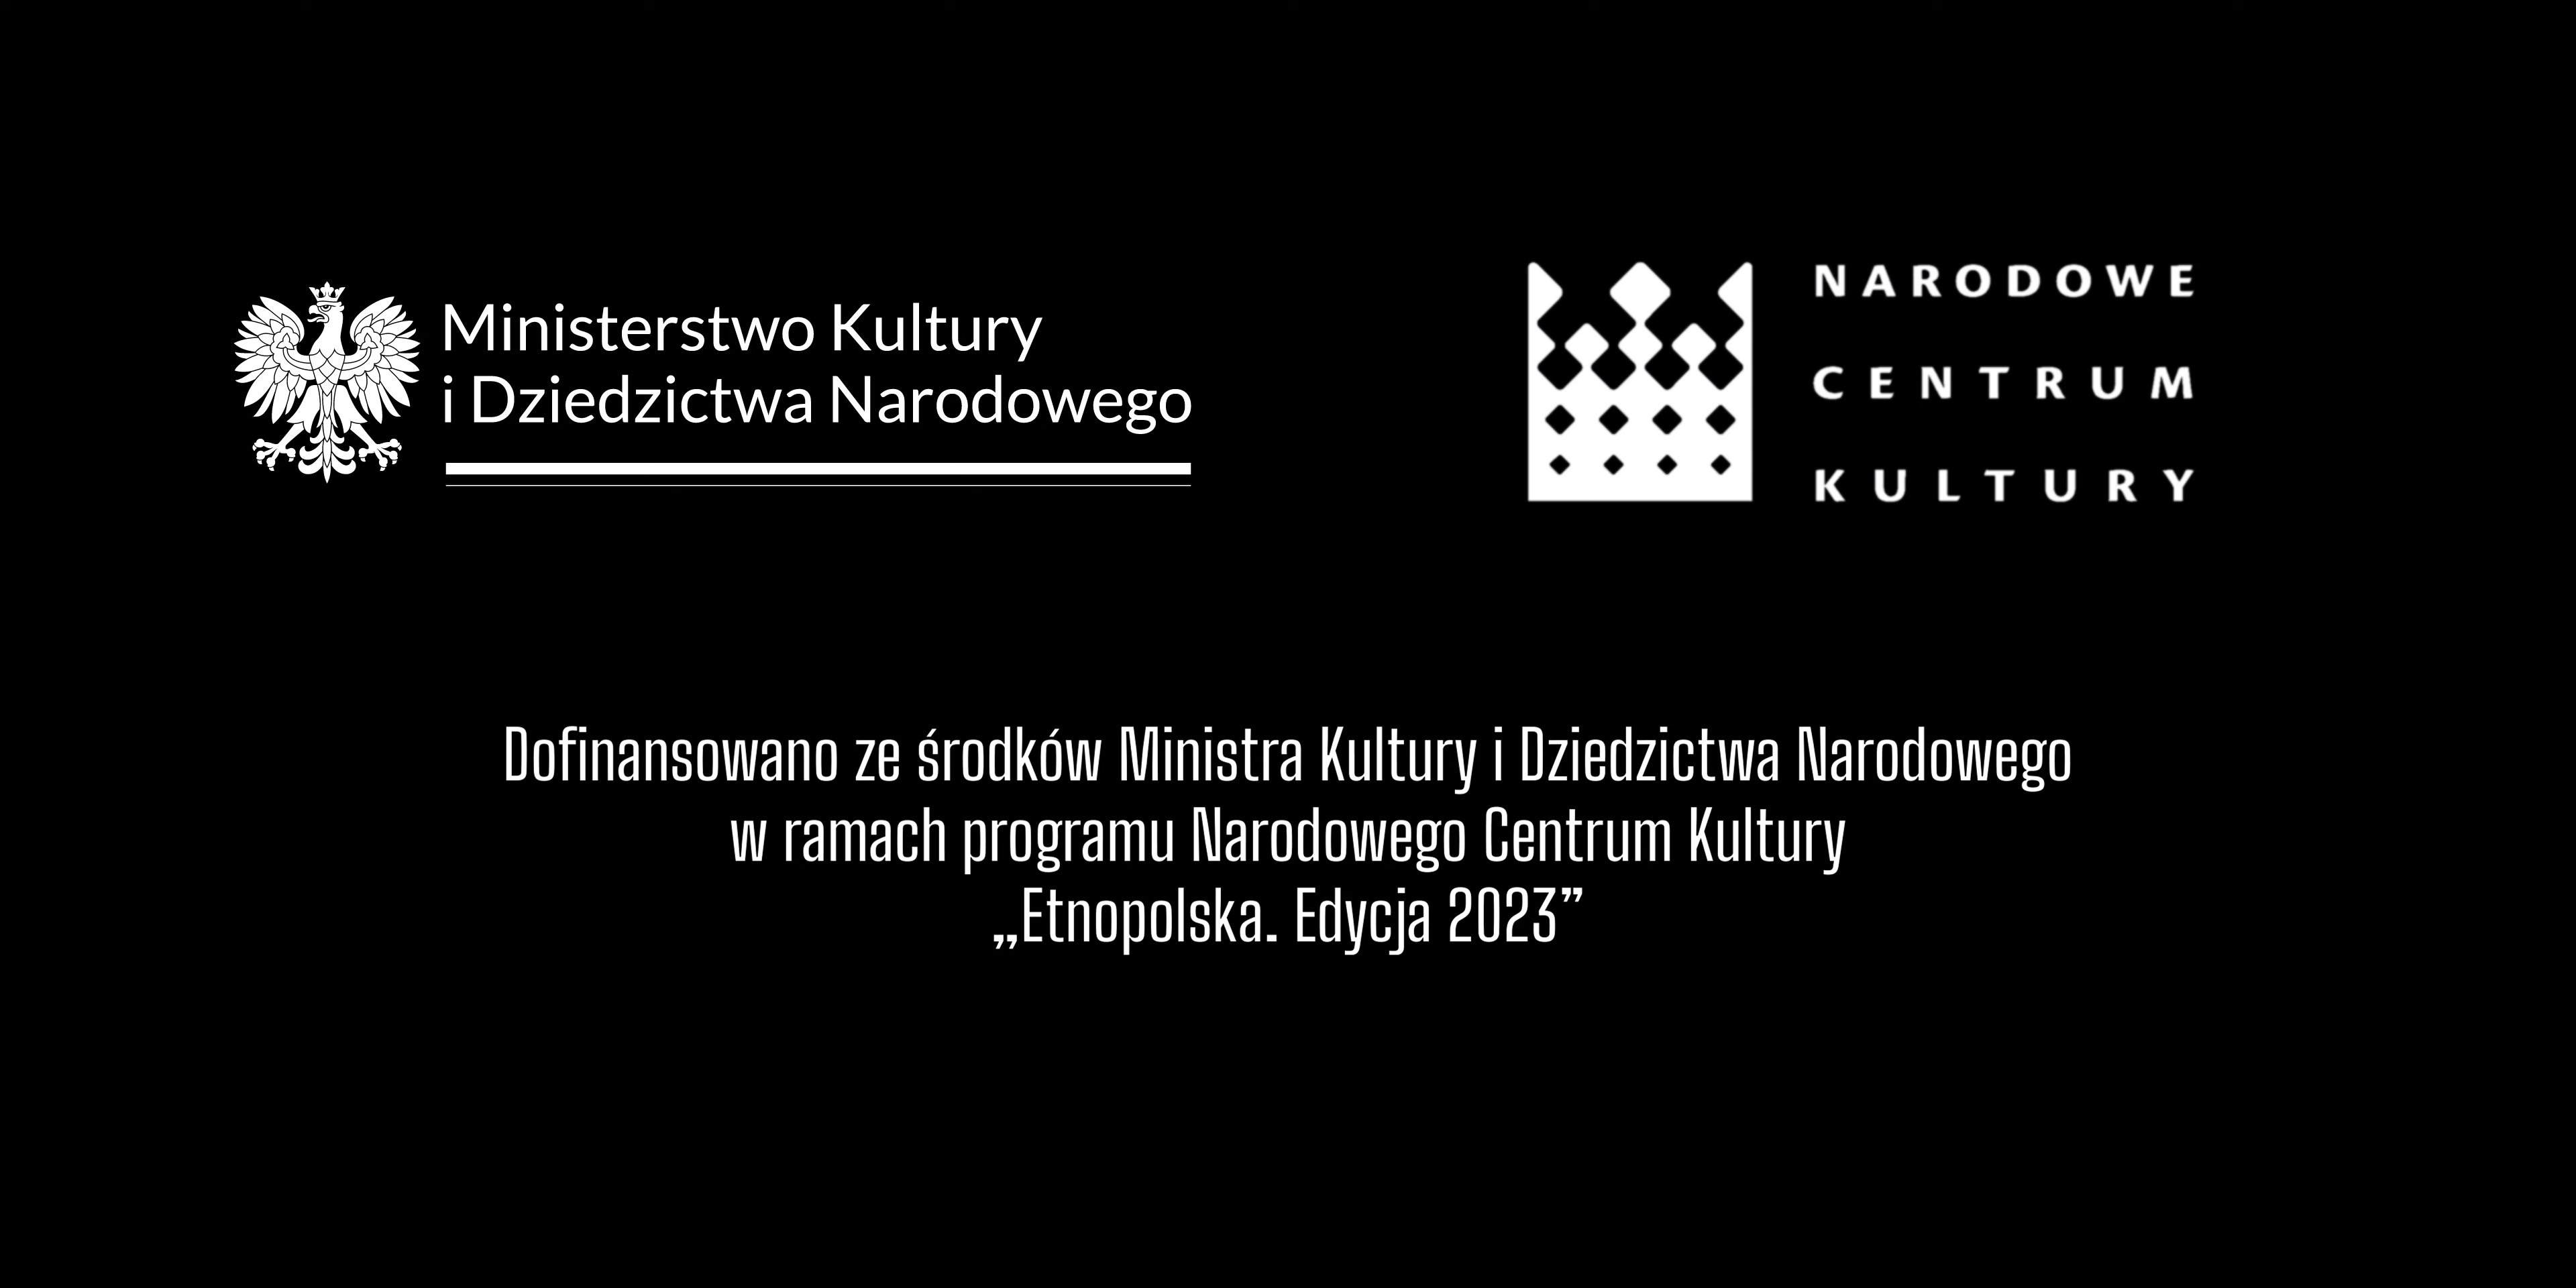 Ministerstwo Kultury
i Dziedzictwa Narodowego
NARODOWE
CENTRUM
KULTURY
Dofinansowano ze środków Ministra Kultury i Dziedzictwa Narodowego
w ramach programu Narodowego Centrum Kultury
„Etnopolska. Edycja 2023”